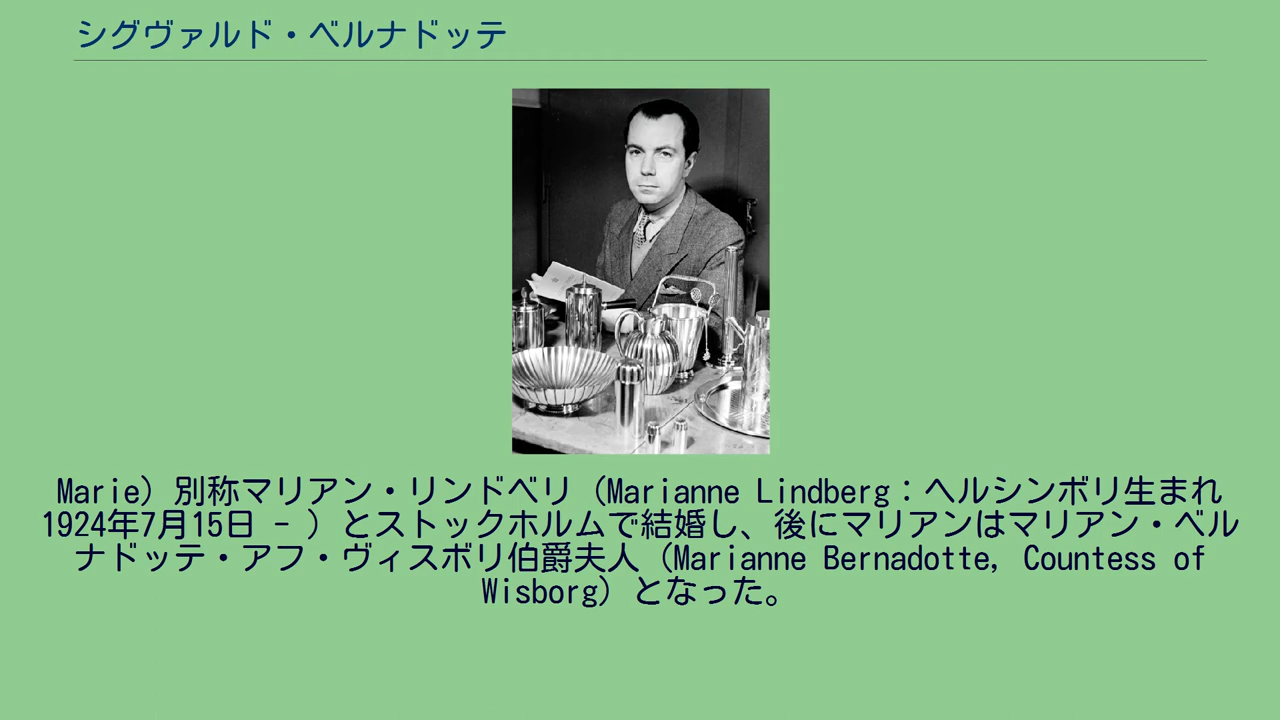 シグヴァルド・ベルナドッテ
Marie）別称マリアン・リンドベリ（Marianne Lindberg：ヘルシンボリ生まれ
1924年7月15日 - ）とストックホルムで結婚し、後にマリアンはマリアン・ベル
ナドッテ・アフ・ヴィスボリ伯爵夫人（Marianne Bernadotte, Countess of
Wisborg）となった。